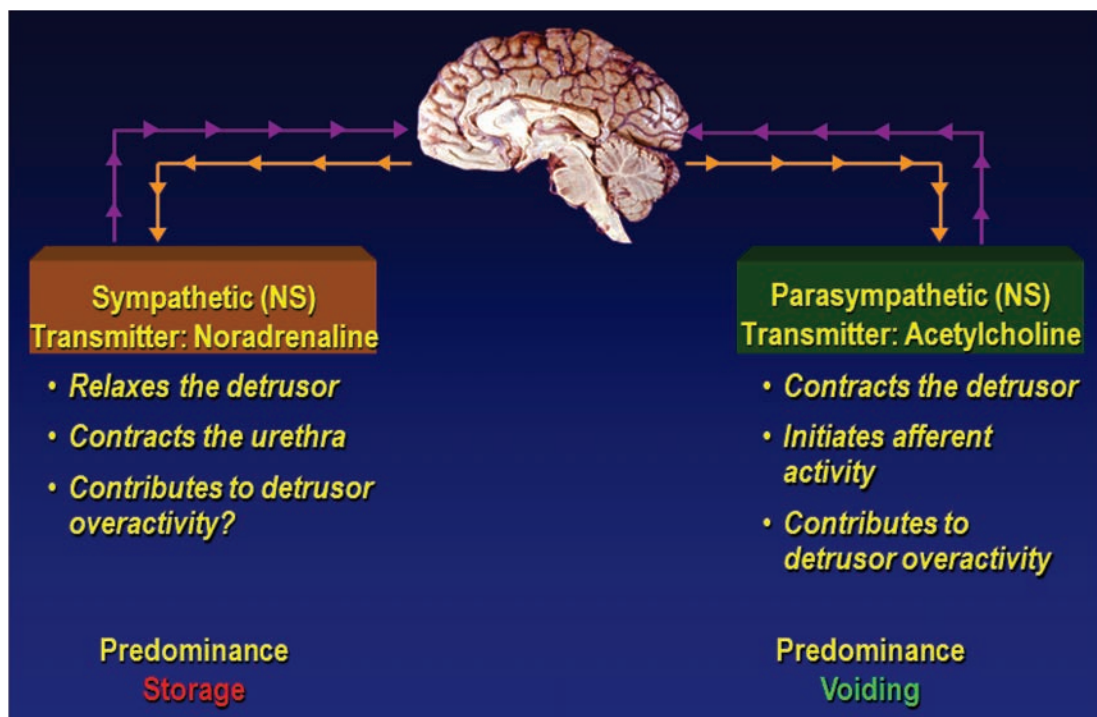 Sympathetic (NS)
Transmitter: Noradrenaline
• Relaxes the detrusor
• Contracts the urethra
• Contributes to detrusor
overactivity?
Predominance
Storage
Parasympathetic (NS)
Transmitter: Acetylcholine
• Contracts the detrusor
• Initiates afferent
activity
• Contributes to
detrusor overactivity
Predominance
Voiding